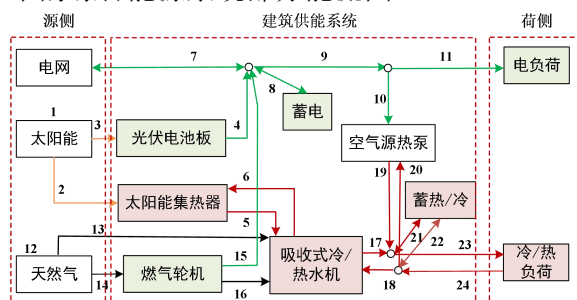 源侧
建筑供能系统
荷侧
电网
7
9
11
电负荷
8
蓄电
10
1
太阳能
3
光伏电池板
4
空气源热泵
2
太阳能集热器
6
5
19
20
蓄热/冷
12
13
天然气
14
燃气轮机
15
16
吸收式冷/
热水机
17
18
21
22
23
24
冷/热
负荷